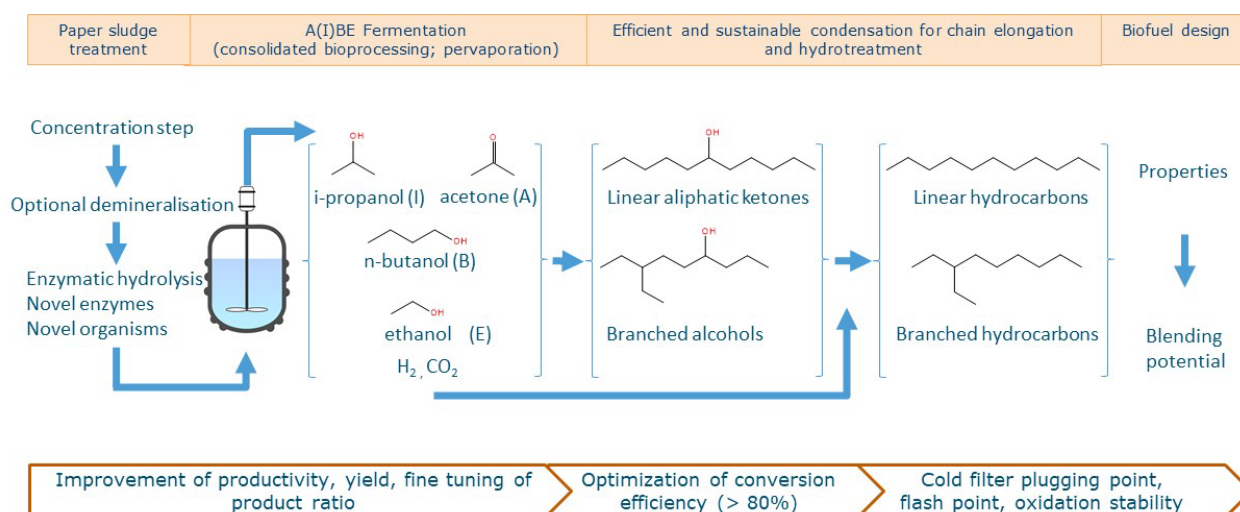 Paper sludge
treatment
A(I)BE Fermentation
(consolidated bioprocessing; pervaporation)
Efficient and sustainable condensation for chain elongation
and hydrotreatment
Biofuel design
Concentration step
Optional demineralisation
Enzymatic hydrolysis
Novel enzymes
Novel organisms
OH
i-propanol (I)
O
acetone (A)
OH
n-butanol (B)
OH
ethanol (E)
H₂ , CO₂
OH
Linear aliphatic ketones
OH
Branched alcohols
Linear hydrocarbons
Branched hydrocarbons
Properties
Blending
potential
Improvement of productivity, yield, fine tuning of
product ratio
Optimization of conversion
efficiency (> 80%)
Cold filter plugging point,
flash point, oxidation stability